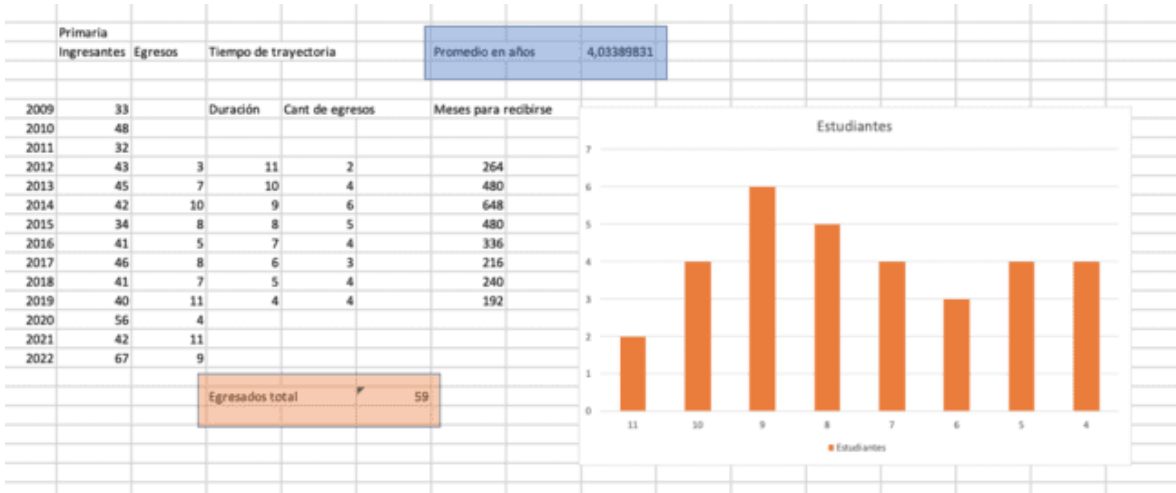 Primaria
Ingresantes Egresos Tiempo de trayectoria Promedio en años 4,03389831
2009 33 Duración Cant de egresos Meses para recibirse
2010 48
2011 32
2012 43 3 11 2 264
2013 45 7 10 4 480
2014 42 10 9 6 648
2015 34 8 8 5 480
2016 41 5 7 4 336
2017 46 8 6 3 216
2018 41 7 5 4 240
2019 40 11 4 4 192
2020 56 4
2021 42 11
2022 67 9
Egresados total 59
Estudiantes
7
6
5
4
3
2
1
0
11 10 9 8 7 6 5 4
Estudiantes